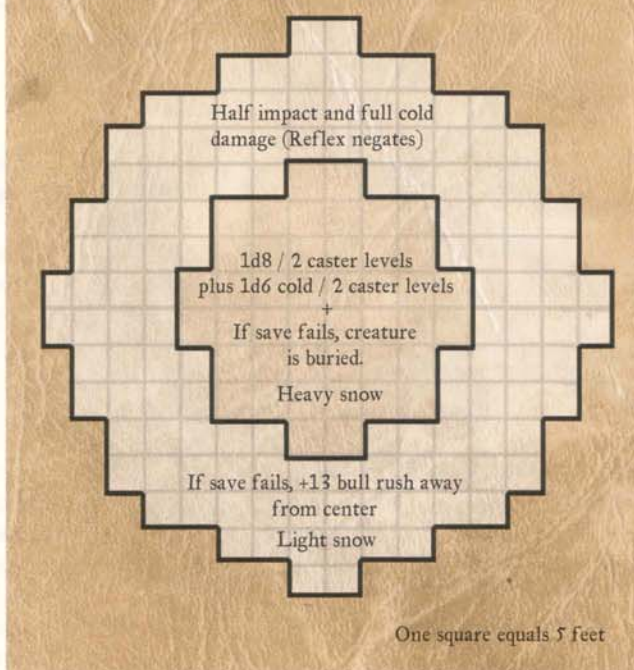 Half impact and full cold
damage (Reflex negates)
1d8 / 2 caster levels
plus 1d6 cold / 2 caster levels
+
If save fails, creature
is buried.
Heavy snow
If save fails, +13 bull rush away
from center
Light snow
One square equals 5 feet